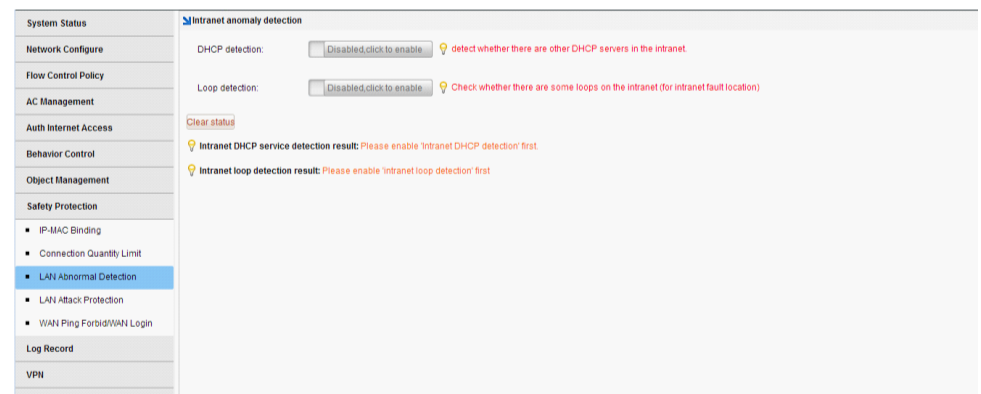 System Status
Network Configure
Flow Control Policy
AC Management
Auth Internet Access
Behavior Control
Object Management
Safety Protection
IP-MAC Binding
Connection Quantity Limit
LAN Abnormal Detection
LAN Attack Protection
WAN Ping Forbid/WAN Login
Log Record
VPN
Intranet anomaly detection
DHCP detection: Disabled,click to enable detect whether there are other DHCP servers in the intranet.
Loop detection: Disabled,click to enable Check whether there are some loops on the intranet (for intranet fault location)
Clear status
Intranet DHCP service detection result: Please enable 'Intranet DHCP detection' first
Intranet loop detection result: Please enable 'intranet loop detection' first